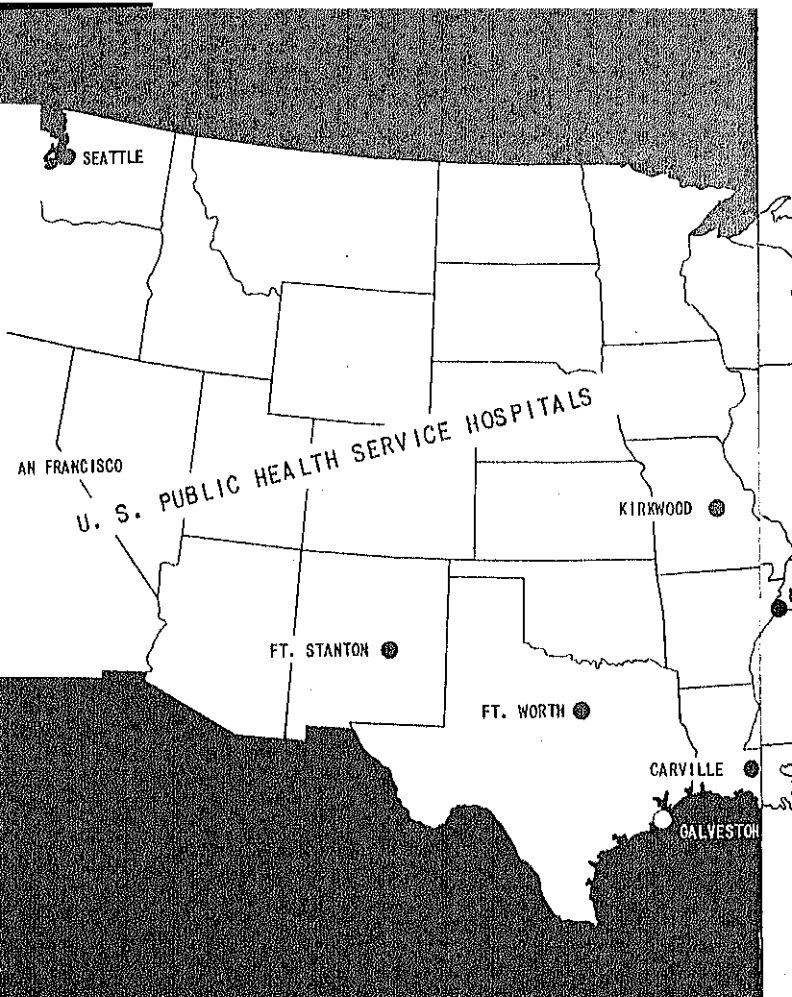 SEATTLE
AN FRANCISCO
U. S. PUBLIC HEALTH SERVICE HOSPITALS
KIRKWOOD
FT. STANTON
FT. WORTH
CARVILLE
GALVESTON